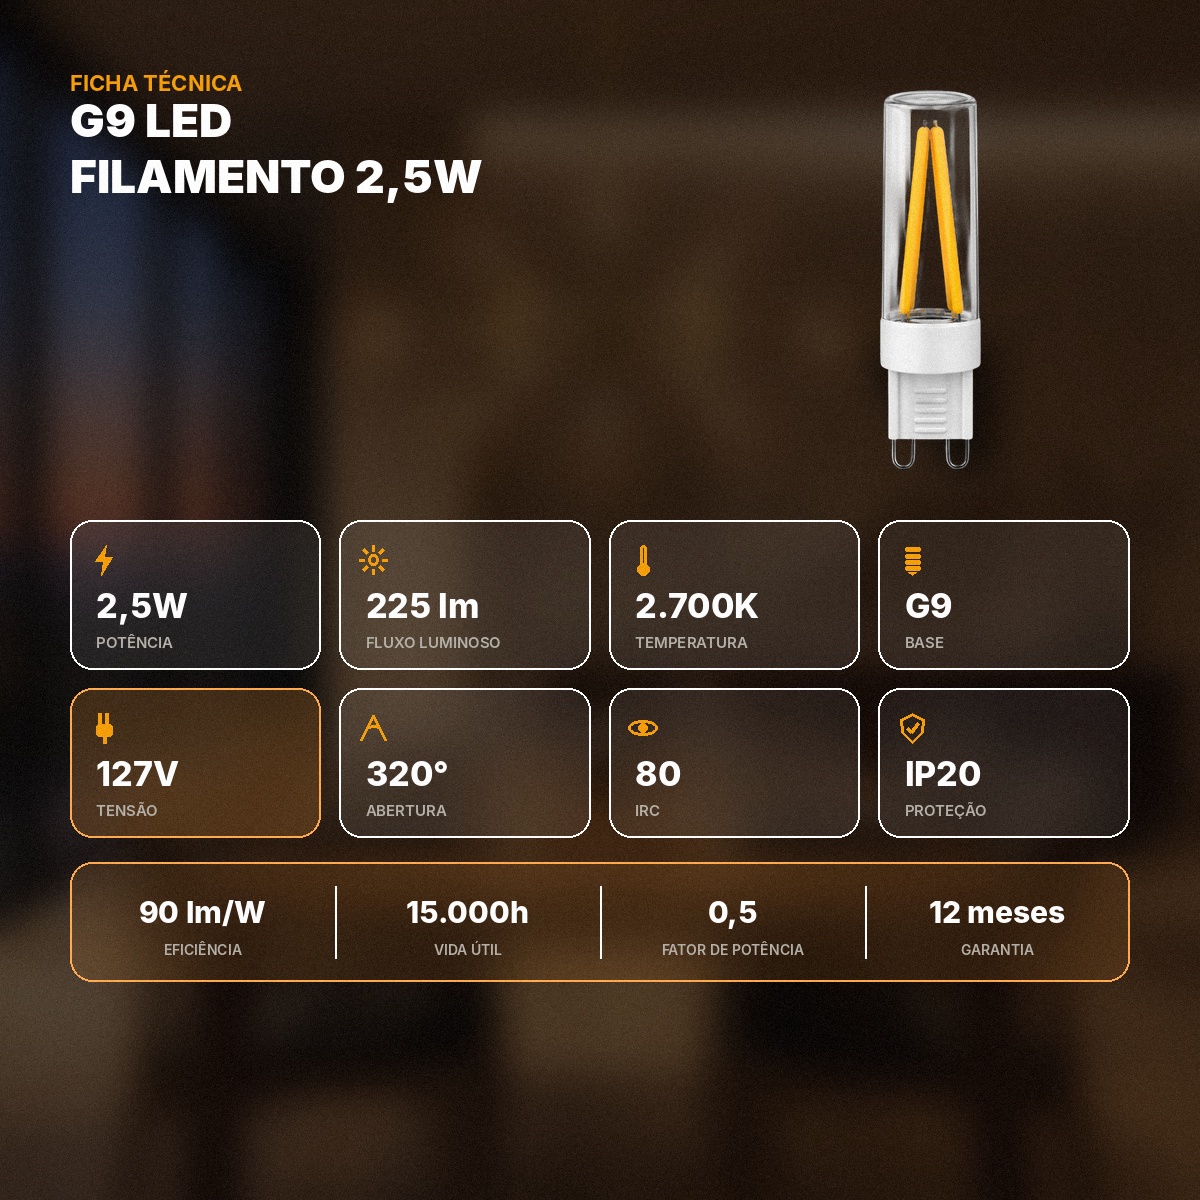 FICHA TÉCNICA
G9 LED
FILAMENTO 2,5W
2,5W
POTÊNCIA
225 lm
FLUXO LUMINOSO
2.700K
TEMPERATURA
G9
BASE
127V
TENSÃO
320°
ABERTURA
80
IRC
IP20
PROTEÇÃO
90 lm/W
EFICIÊNCIA
15.000h
VIDA ÚTIL
0,5
FATOR DE POTÊNCIA
12 meses
GARANTIA